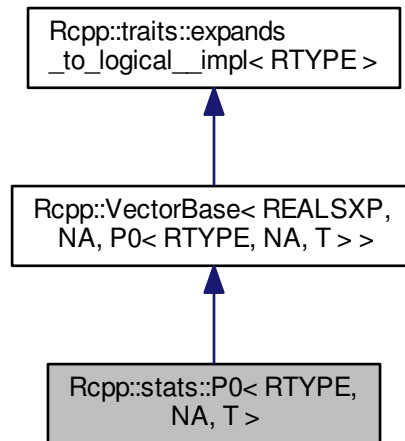 Rcpp::traits::expands
_to_logical__impl< RTYPE >
Rcpp::VectorBase< REALSXP,
NA, P0< RTYPE, NA, T > >
Rcpp::stats::P0< RTYPE,
NA, T >